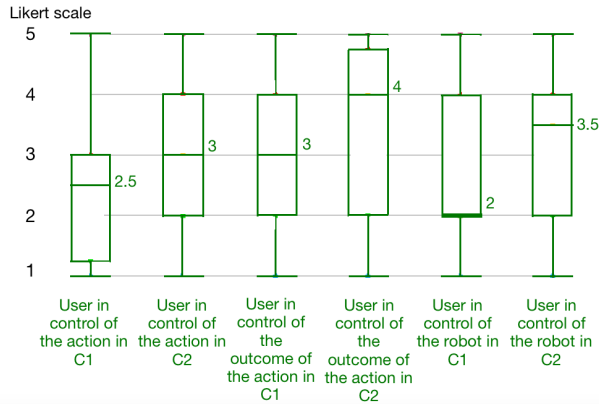 Likert scale
5
4
3
2
1
2.5
3
3
4
2
3.5
User in
control of
the action in
C1
User in
control of
the action in
C2
User in
control of
the
outcome of
the action in
C1
User in
control of
the
outcome of
the action in
C2
User in
control of
the robot in
C1
User in
control of
the robot in
C2